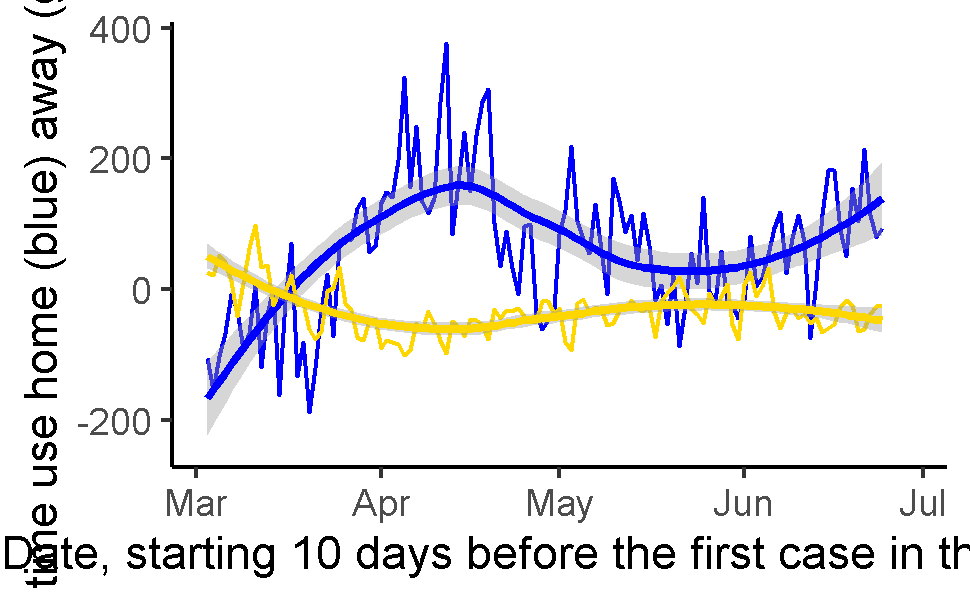 time use home (blue) away (
400
200
0
-200
Mar Apr May Jun Jul
Date, starting 10 days before the first case in th